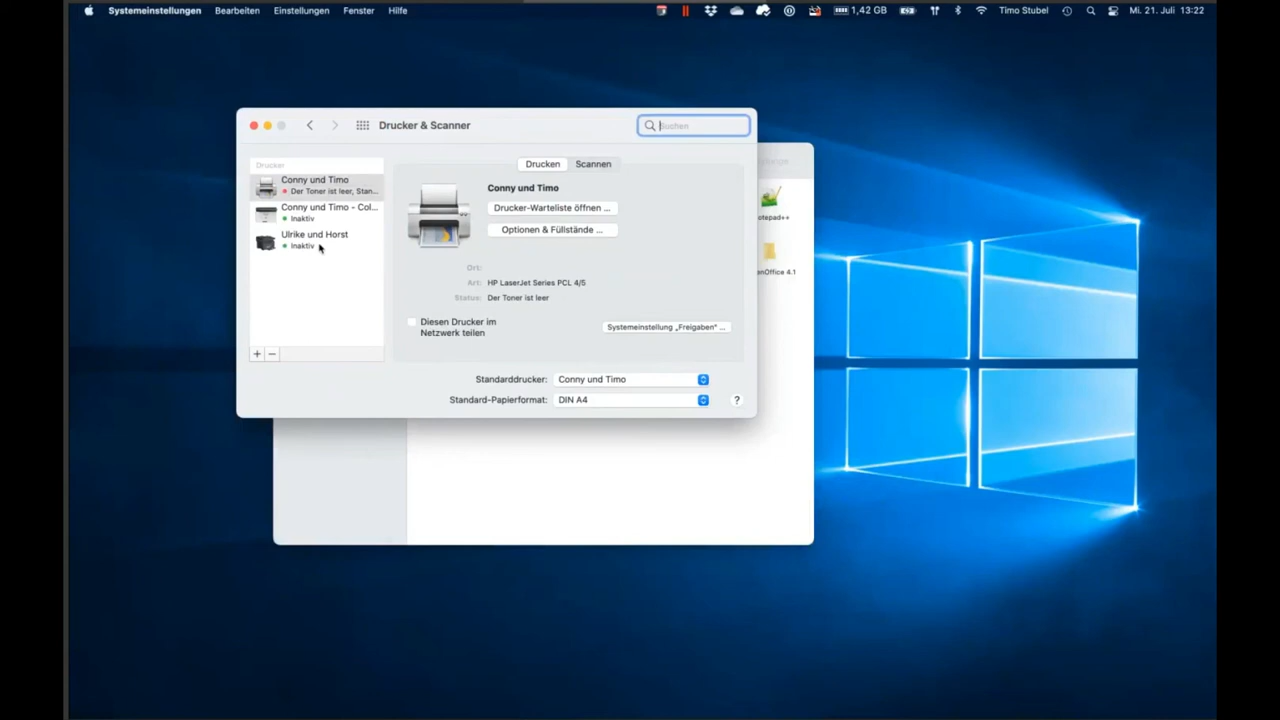 Systemeinstellungen Bearbeiten Einstellungen Fenster Hilfe 1,42 GB Timo Stubel Mi. 21. Juli 13:22
Drucker & Scanner
Suchen
Drucker
Conny und Timo
Der Toner ist leer, Stan...
Conny und Timo - Col...
Inaktiv
Ulrike und Horst
Inaktiv
Drucken Scannen
Conny und Timo
Drucker-Warteliste öffnen ...
Optionen & Füllstände ...
Ort:
Art: HP LaserJet Series PCL 4/5
Status: Der Toner ist leer
Diesen Drucker im
Netzwerk teilen
Systemeinstellung „Freigaben“ ...
Standarddrucker: Conny und Timo
Standard-Papierformat: DIN A4
?
otepad++
enOffice 4.1